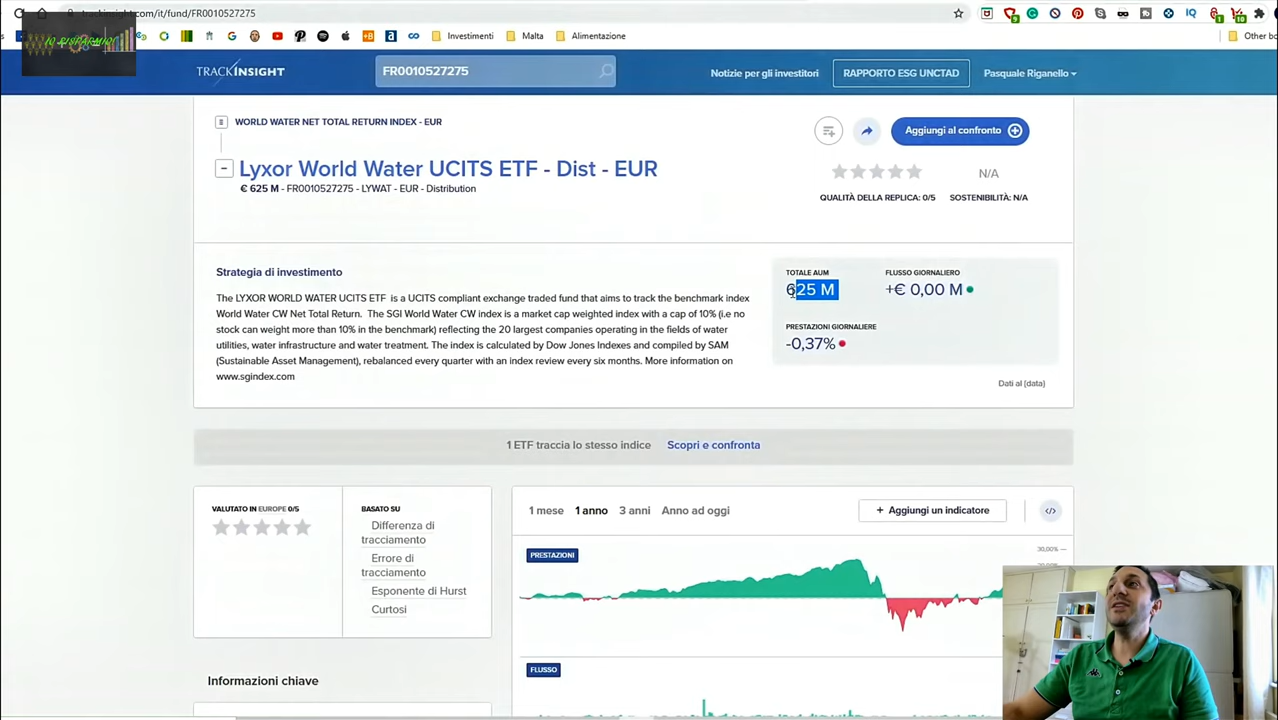 trackinsight.com/it/fund/FR0010527275
Investimenti
Malta
Alimentazione
Other bo
IO RISPARMIO!
TRACKINSIGHT
FR0010527275
Notizie per gli investitori
RAPPORTO ESG UNCTAD
Pasquale Riganello
WORLD WATER NET TOTAL RETURN INDEX - EUR
Aggiungi al confronto
Lyxor World Water UCITS ETF - Dist - EUR
€ 625 M - FR0010527275 - LYWAT - EUR - Distribution
N/A
QUALITÀ DELLA REPLICA: 0/5
SOSTENIBILITÀ: N/A
Strategia di investimento
The LYXOR WORLD WATER UCITS ETF is a UCITS compliant exchange traded fund that aims to track the benchmark index
World Water CW Net Total Return. The SGI World Water CW index is a market cap weighted index with a cap of 10% (i.e no
stock can weight more than 10% in the benchmark) reflecting the 20 largest companies operating in the fields of water
utilities, water infrastructure and water treatment. The index is calculated by Dow Jones Indexes and compiled by SAM
(Sustainable Asset Management), rebalanced every quarter with an index review every six months. More information on
www.sgindex.com
TOTALE AUM
625 M
FLUSSO GIORNALIERO
+€ 0,00 M
PRESTAZIONI GIORNALIERE
-0,37%
Dati al (data)
1 ETF traccia lo stesso indice
Scopri e confronta
VALUTATO IN EUROPE 0/5
BASATO SU
Differenza di
tracciamento
Errore di
tracciamento
Esponente di Hurst
Curtosi
1 mese
1 anno
3 anni
Anno ad oggi
+ Aggiungi un indicatore
</>
PRESTAZIONI
30,00%
FLUSSO
Informazioni chiave